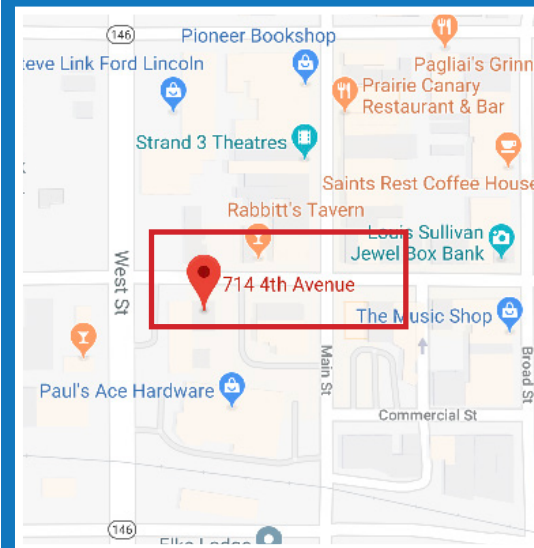 146
Pioneer Bookshop
teve Link Ford Lincoln
Pagliai's Grinn
Prairie Canary
Restaurant & Bar
Strand 3 Theatres
Saints Rest Coffee House
Rabbitt's Tavern
Louis Sullivan
Jewel Box Bank
West St
714 4th Avenue
The Music Shop
Main St
Broad St
Paul's Ace Hardware
Commercial St
146
Elks Lodge